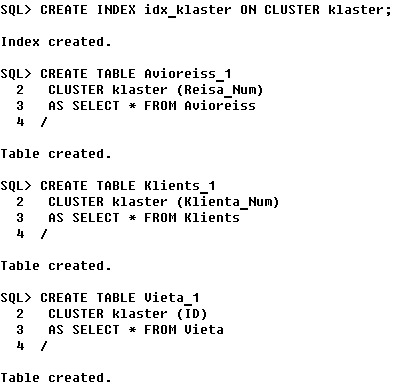 SQL> CREATE INDEX idx_klaster ON CLUSTER klaster;
Index created.
SQL> CREATE TABLE Avioreiss_1
2 CLUSTER klaster (Reisa_Num)
3 AS SELECT * FROM Avioreiss
4 /
Table created.
SQL> CREATE TABLE Klients_1
2 CLUSTER klaster (Klienta_Num)
3 AS SELECT * FROM Klients
4 /
Table created.
SQL> CREATE TABLE Vieta_1
2 CLUSTER klaster (ID)
3 AS SELECT * FROM Vieta
4 /
Table created.